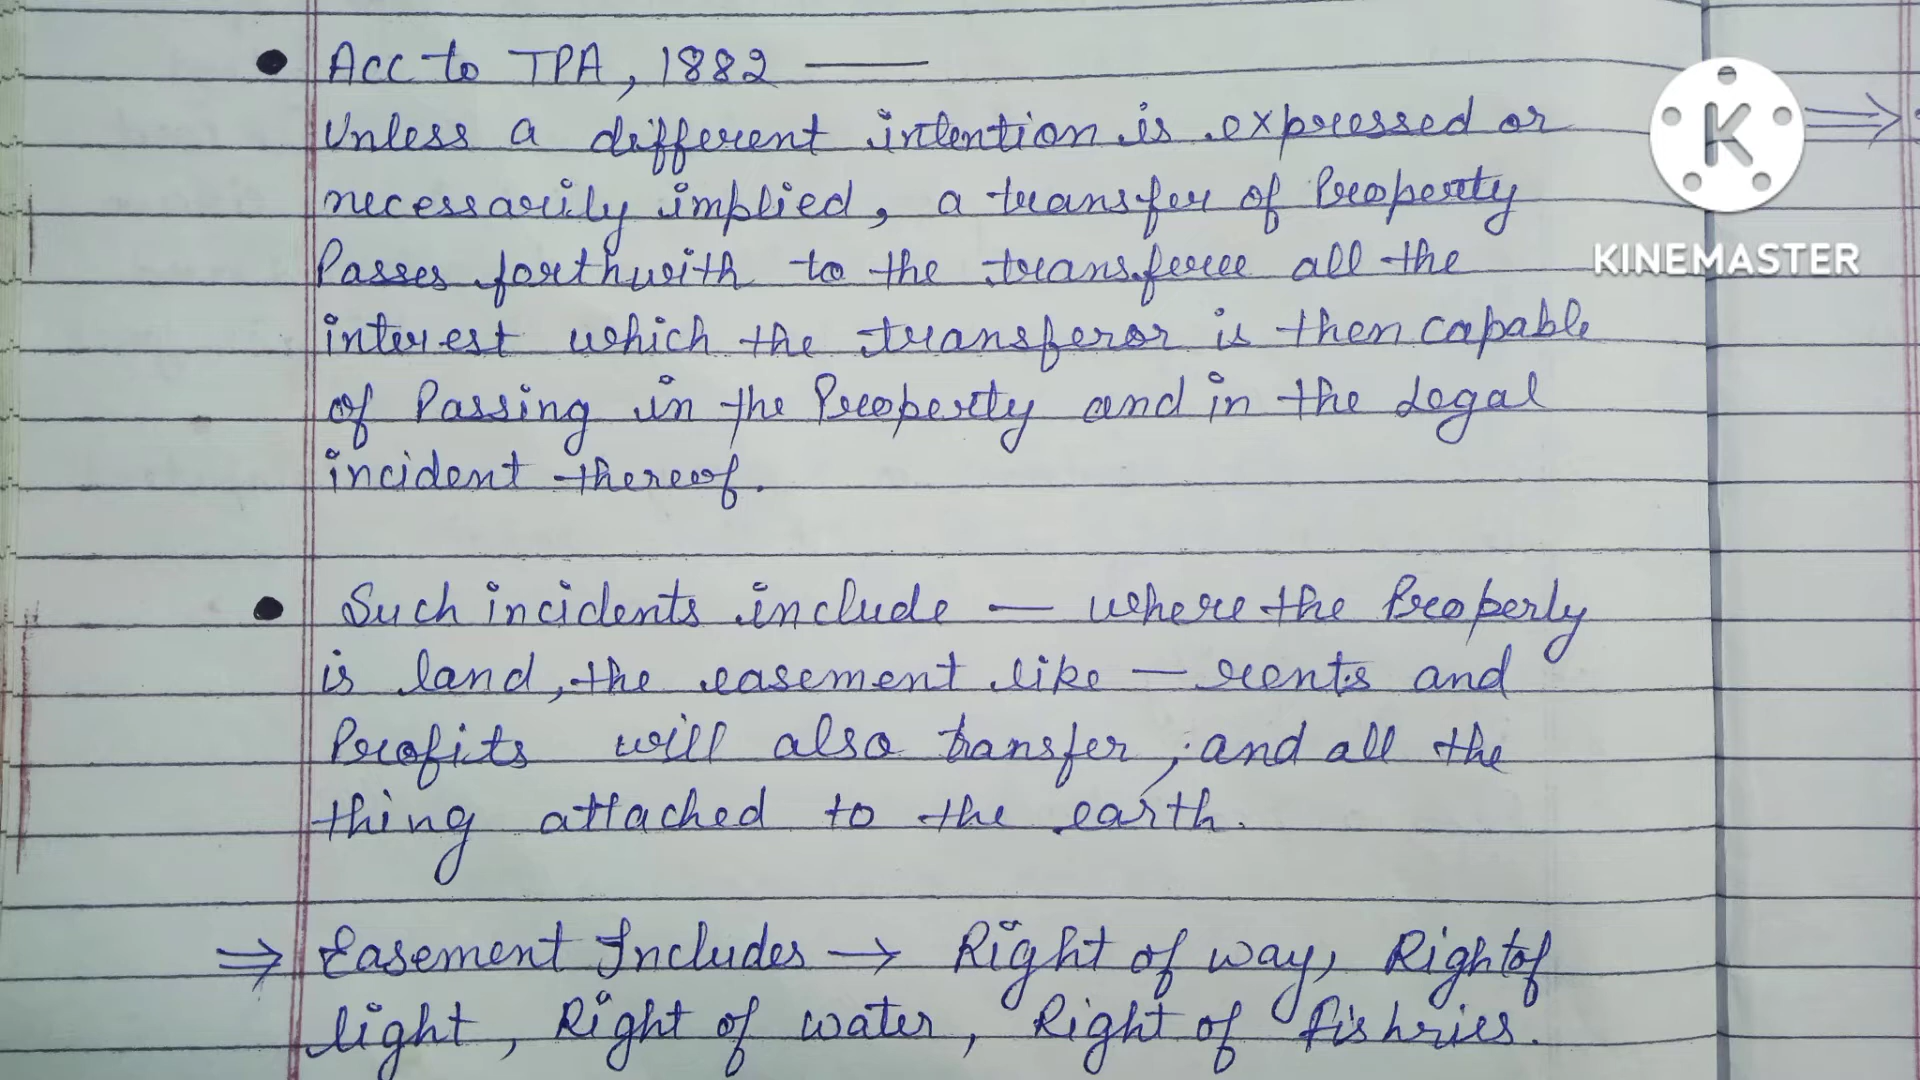 Acc to TPA, 1882 —
Unless a different intention is expressed or
necessarily implied, a transfer of Property
Passes forthwith to the transferee all the
interest which the transferor is then capable
of Passing in the Property and in the Legal
incident thereof.
Such incidents include — where the Property
is land, the easement like — rents and
Profits will also transfer, and all the
thing attached to the earth.
⇒ Easement Includes → Right of way, Right of
light, Right of water, Right of fishries.
K
KINEMASTER